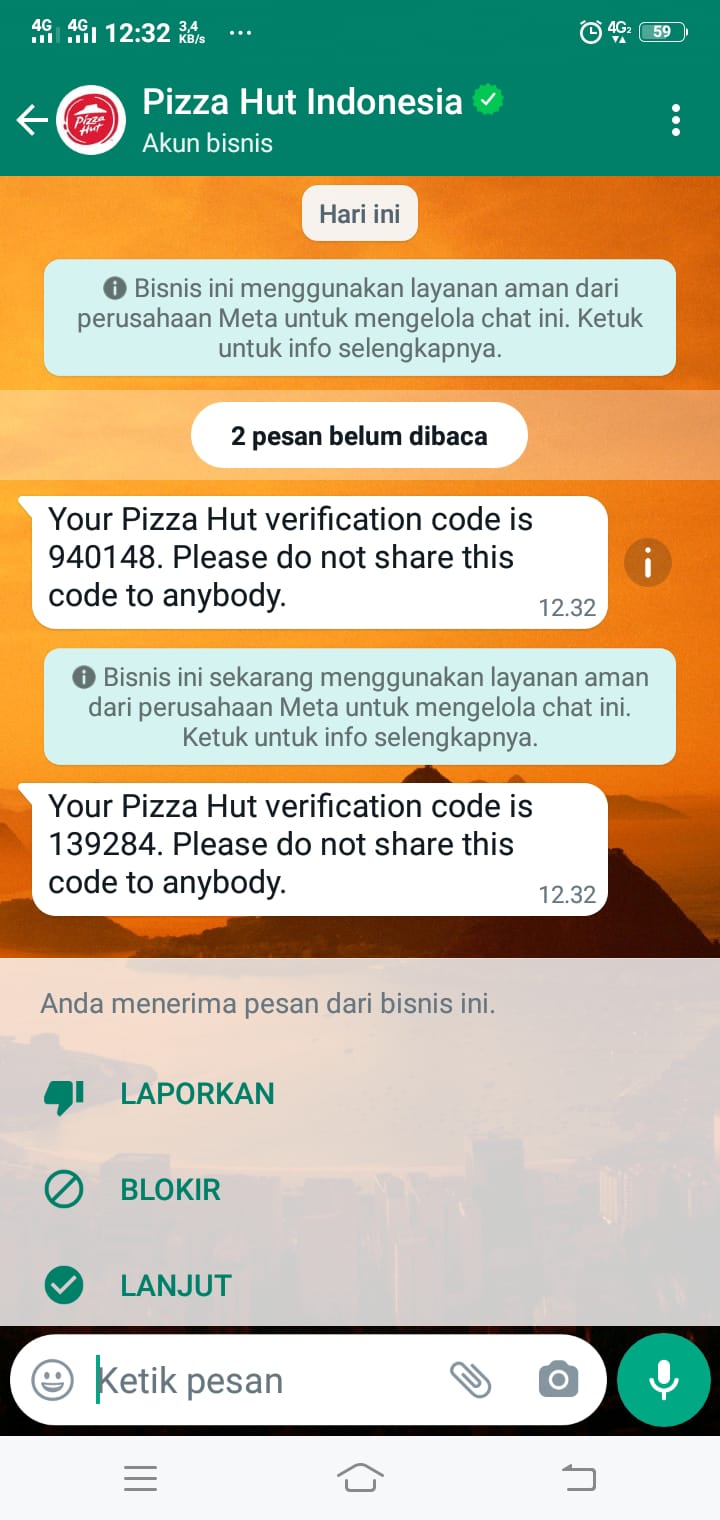 4G 4G 12:32 3,4 KB/s ... 4G2 59
Pizza Hut
Pizza Hut Indonesia
Akun bisnis
Hari ini
Bisnis ini menggunakan layanan aman dari
perusahaan Meta untuk mengelola chat ini. Ketuk
untuk info selengkapnya.
2 pesan belum dibaca
Your Pizza Hut verification code is
940148. Please do not share this
code to anybody.
12.32
Bisnis ini sekarang menggunakan layanan aman
dari perusahaan Meta untuk mengelola chat ini.
Ketuk untuk info selengkapnya.
Your Pizza Hut verification code is
139284. Please do not share this
code to anybody.
12.32
Anda menerima pesan dari bisnis ini.
LAPORKAN
BLOKIR
LANJUT
Ketik pesan